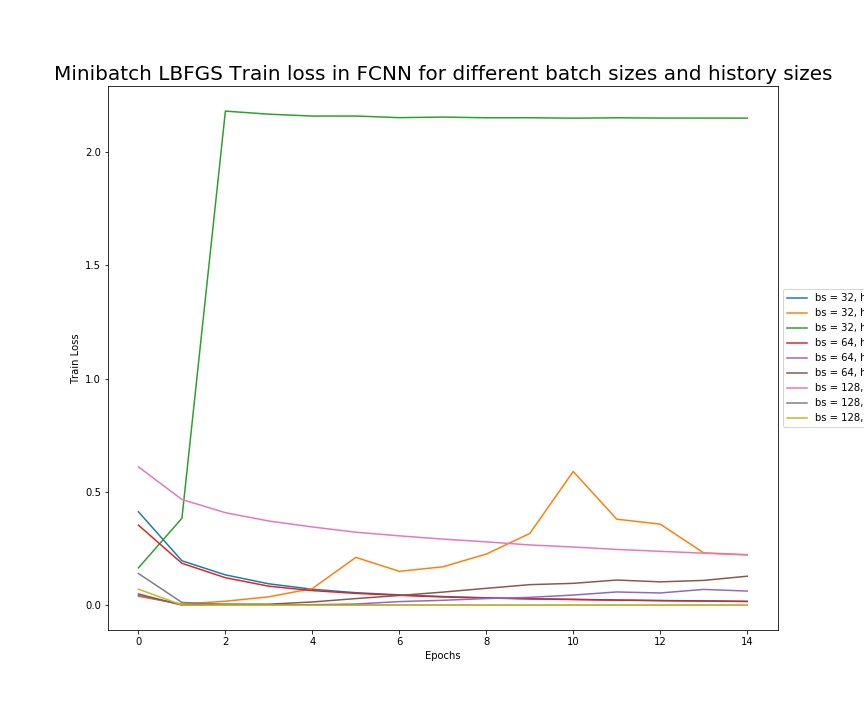 Minibatch LBFGS Train loss in FCNN for different batch sizes and history sizes
2.0
1.5
1.0
0.5
0.0
Train Loss
0 2 4 6 8 10 12 14
Epochs
bs = 32, h
bs = 32, h
bs = 32, h
bs = 64, h
bs = 64, h
bs = 64, h
bs = 128,
bs = 128,
bs = 128,